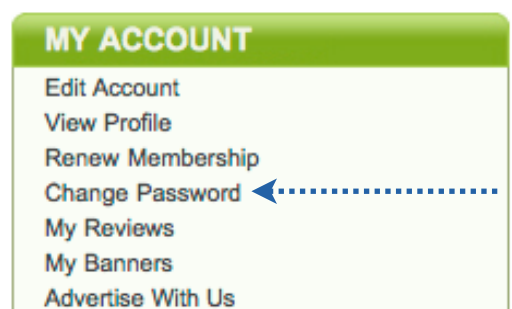 MY ACCOUNT
Edit Account
View Profile
Renew Membership
Change Password
My Reviews
My Banners
Advertise With Us